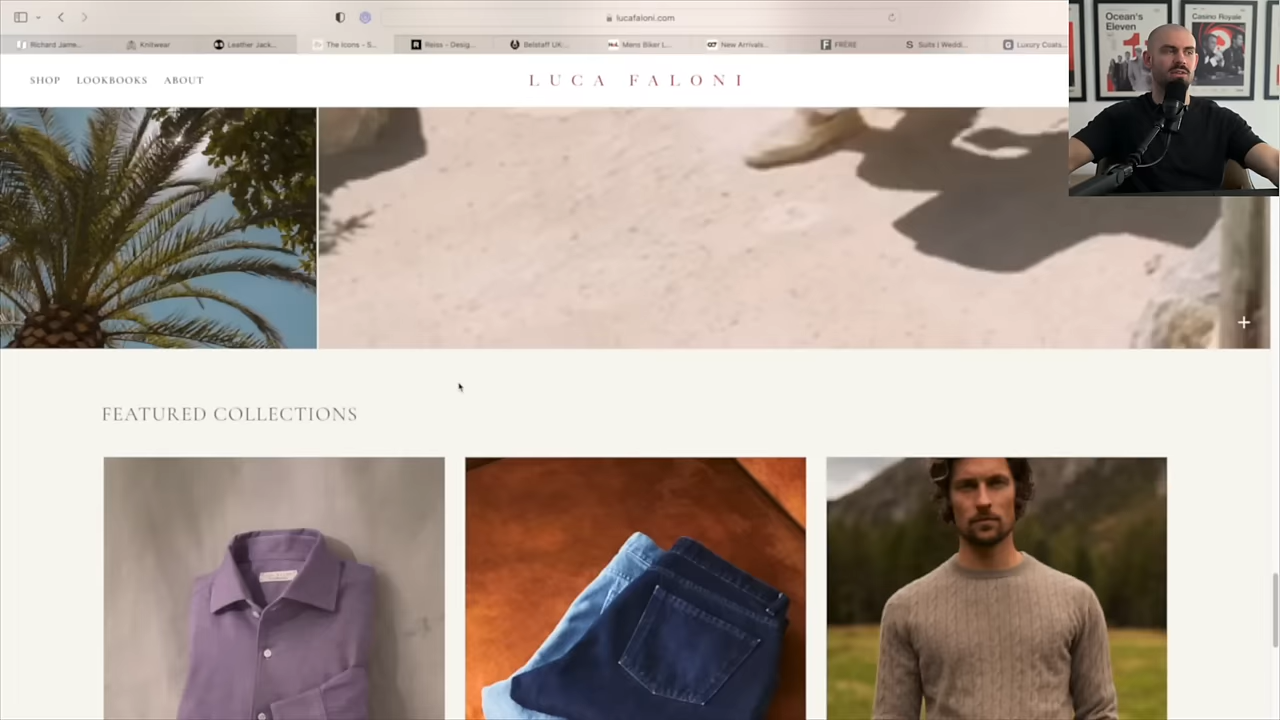 lucafaloni.com
Richard Jame...
Knitwear
Leather Jack...
The Icons - S...
Reiss - Desig...
Belstaff UK:...
Mens Biker L...
New Arrivals...
FRÈRE
Suits | Weddi...
Luxury Coats...
SHOP
LOOKBOOKS
ABOUT
LUCA FALONI
Ocean's
Eleven
Casino Royale
FEATURED COLLECTIONS